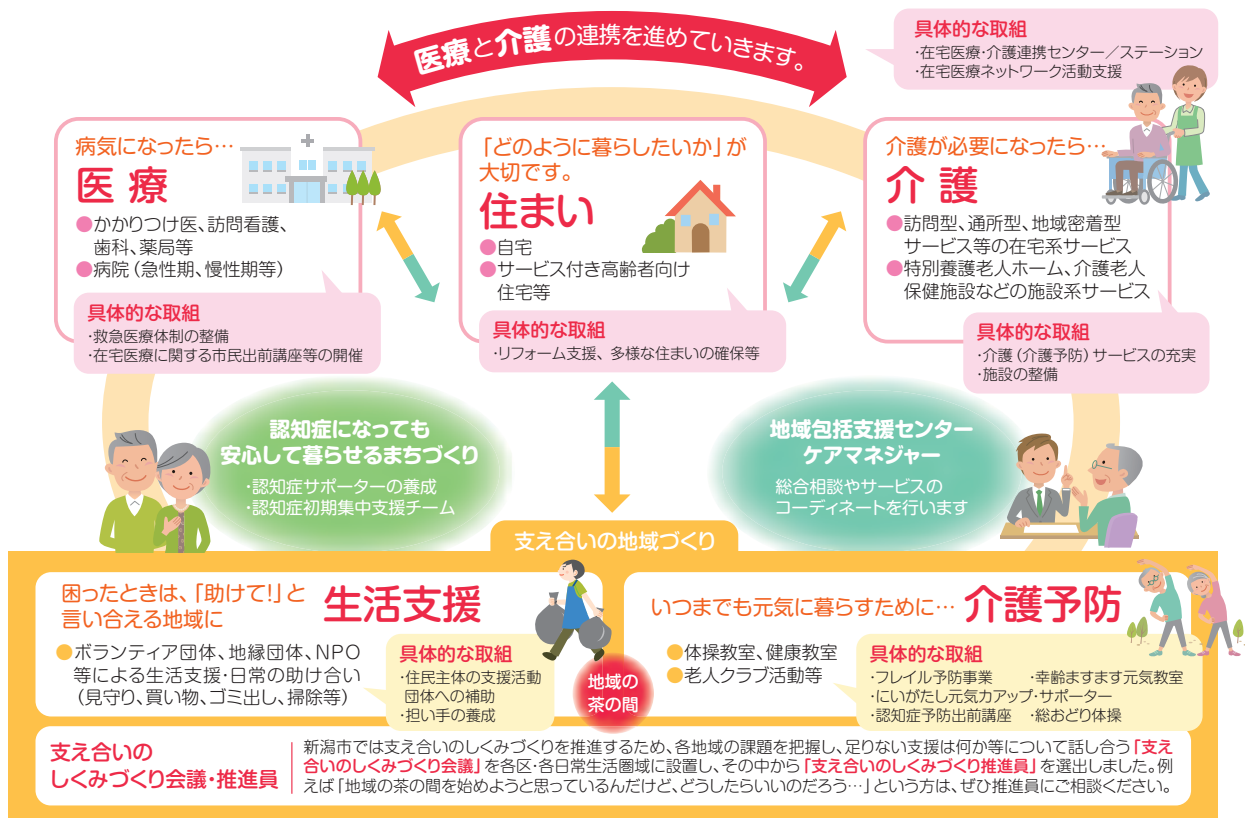 医療と介護の連携を進めていきます。
具体的な取組
・在宅医療・介護連携センター／ステーション
・在宅医療ネットワーク活動支援
病気になったら…
医療
●かかりつけ医、訪問看護、
歯科、薬局等
●病院（急性期、慢性期等）
具体的な取組
・救急医療体制の整備
・在宅医療に関する市民出前講座等の開催
「どのように暮らしたいか」が
大切です。
住まい
●自宅
●サービス付き高齢者向け
住宅等
具体的な取組
・リフォーム支援、多様な住まいの確保等
介護が必要になったら…
介護
●訪問型、通所型、地域密着型
サービス等の在宅系サービス
●特別養護老人ホーム、介護老人
保健施設などの施設系サービス
具体的な取組
・介護（介護予防）サービスの充実
・施設の整備
認知症になっても
安心して暮らせるまちづくり
・認知症サポーターの養成
・認知症初期集中支援チーム
地域包括支援センター
ケアマネジャー
総合相談やサービスの
コーディネートを行います
支え合いの地域づくり
困ったときは、「助けて!」と
言い合える地域に
生活支援
●ボランティア団体、地縁団体、NPO
等による生活支援・日常の助け合い
（見守り、買い物、ゴミ出し、掃除等）
具体的な取組
・住民主体の支援活動
団体への補助
・担い手の養成
地域の
茶の間
いつまでも元気に暮らすために…
介護予防
●体操教室、健康教室
●老人クラブ活動等
具体的な取組
・フレイル予防事業 ・幸齢ますます元気教室
・にいがたし元気力アップ・サポーター
・認知症予防出前講座 ・総おどり体操
支え合いの
しくみづくり会議・推進員
新潟市では支え合いのしくみづくりを推進するため、各地域の課題を把握し、足りない支援は何か等について話し合う「支え
合いのしくみづくり会議」を各区・各日常生活圏域に設置し、その中から「支え合いのしくみづくり推進員」を選出しました。例
えば「地域の茶の間を始めようと思っているんだけど、どうしたらいいのだろう…」という方は、ぜひ推進員にご相談ください。